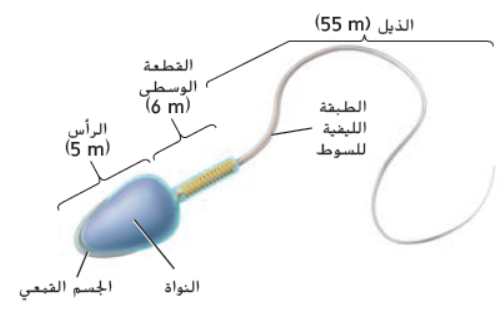 الذيل (55 m)
القطعة
الوسطى
(6 m)
الرأس
(5 m)
الطبقة
الليفية
للسوط
النواة
الجسم القمعي